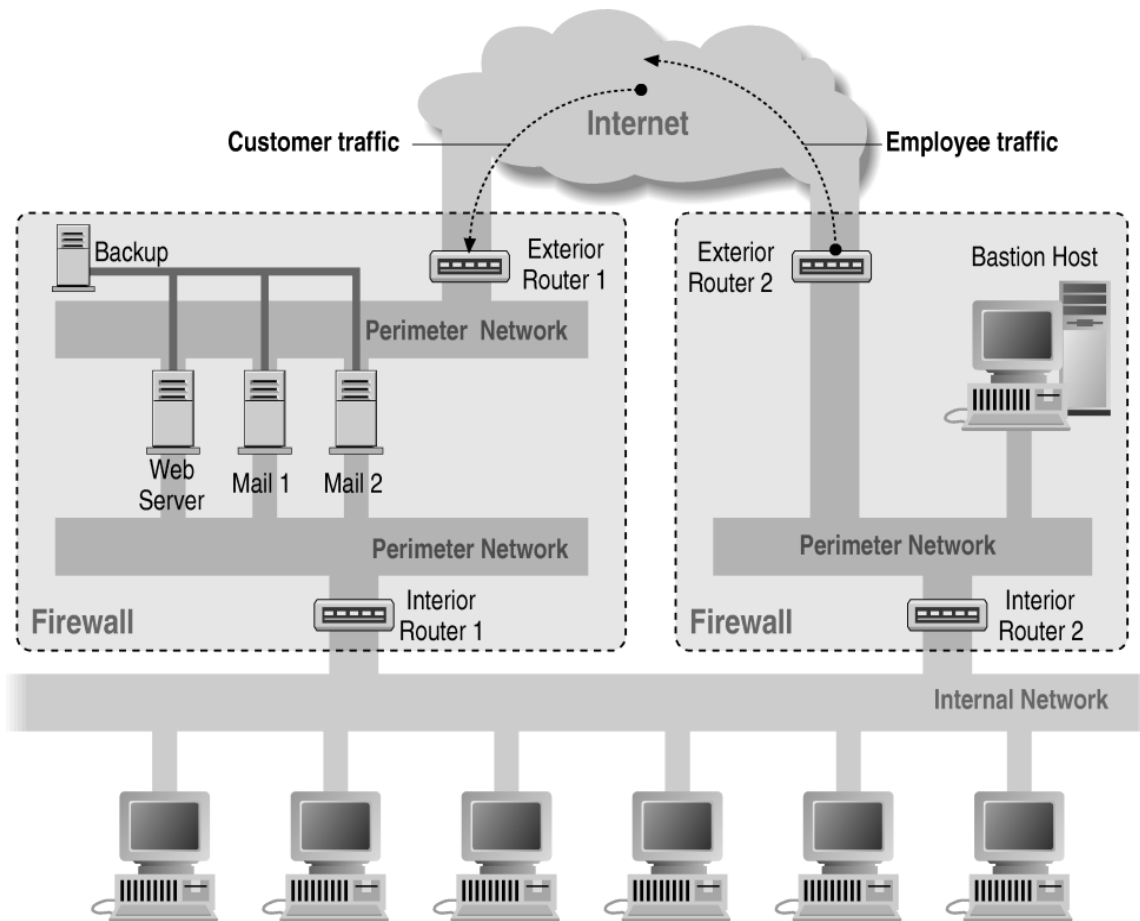 Internet
Customer traffic
Employee traffic
Backup
Exterior
Router 1
Exterior
Router 2
Bastion Host
Perimeter Network
Web
Server
Mail 1
Mail 2
Perimeter Network
Perimeter Network
Firewall
Interior
Router 1
Firewall
Interior
Router 2
Internal Network